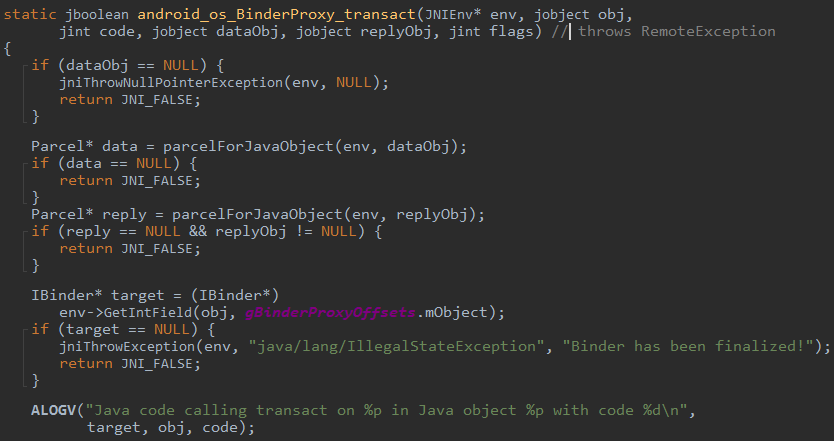 static jboolean android_os_BinderProxy_transact(JNIEnv* env, jobject obj,
        jint code, jobject dataObj, jobject replyObj, jint flags) // throws RemoteException
{
    if (dataObj == NULL) {
        jniThrowNullPointerException(env, NULL);
        return JNI_FALSE;
    }

    Parcel* data = parcelForJavaObject(env, dataObj);
    if (data == NULL) {
        return JNI_FALSE;
    }
    Parcel* reply = parcelForJavaObject(env, replyObj);
    if (reply == NULL && replyObj != NULL) {
        return JNI_FALSE;
    }

    IBinder* target = (IBinder*)
        env->GetIntField(obj, gBinderProxyOffsets.mObject);
    if (target == NULL) {
        jniThrowException(env, "java/lang/IllegalStateException", "Binder has been finalized!");
        return JNI_FALSE;
    }

    ALOGV("Java code calling transact on %p in Java object %p with code %d\n",
            target, obj, code);